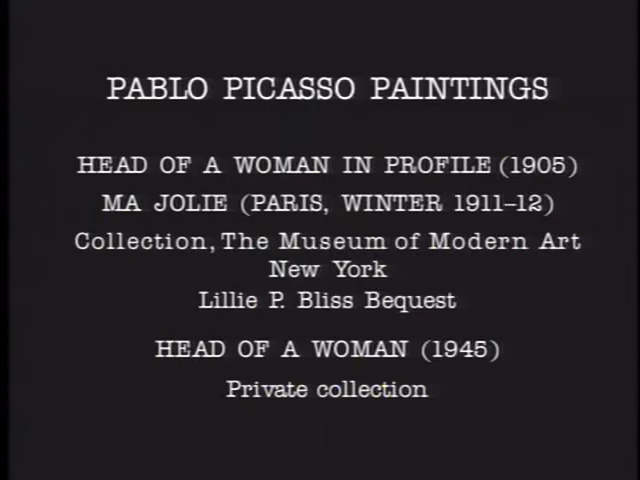 PABLO PICASSO PAINTINGS
HEAD OF A WOMAN IN PROFILE (1905)
MA JOLIE (PARIS, WINTER 1911-12)
Collection, The Museum of Modern Art
New York
Lillie P. Bliss Bequest
HEAD OF A WOMAN (1945)
Private collection